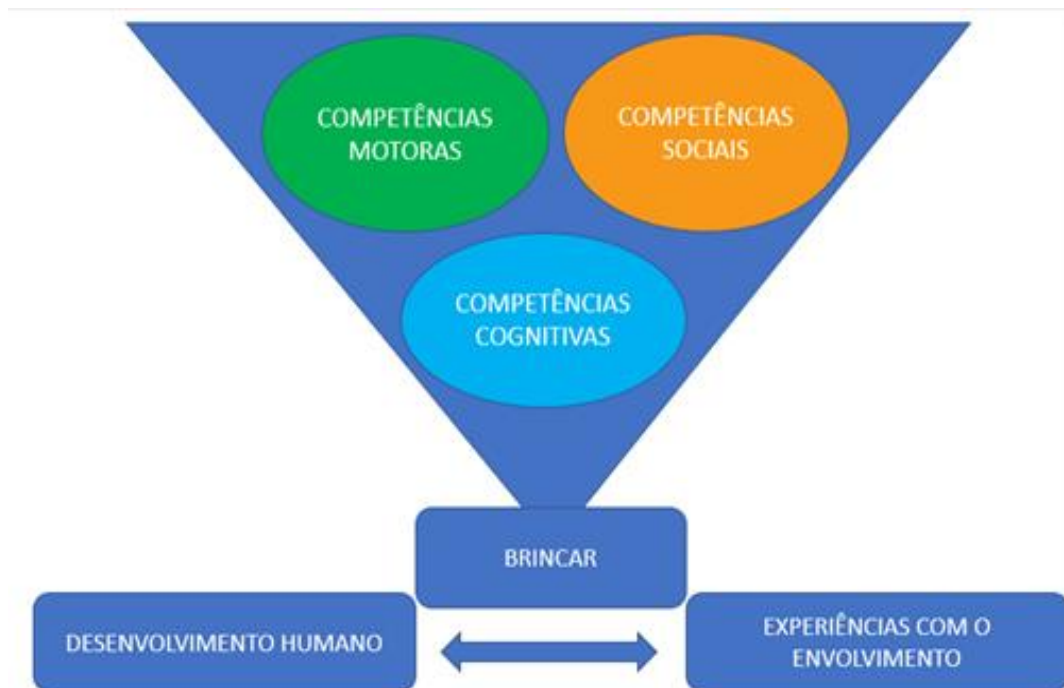 COMPETÊNCIAS
MOTORAS
COMPETÊNCIAS
SOCIAIS
COMPETÊNCIAS
COGNITIVAS
BRINCAR
DESENVOLVIMENTO HUMANO
EXPERIÊNCIAS COM O
ENVOLVIMENTO